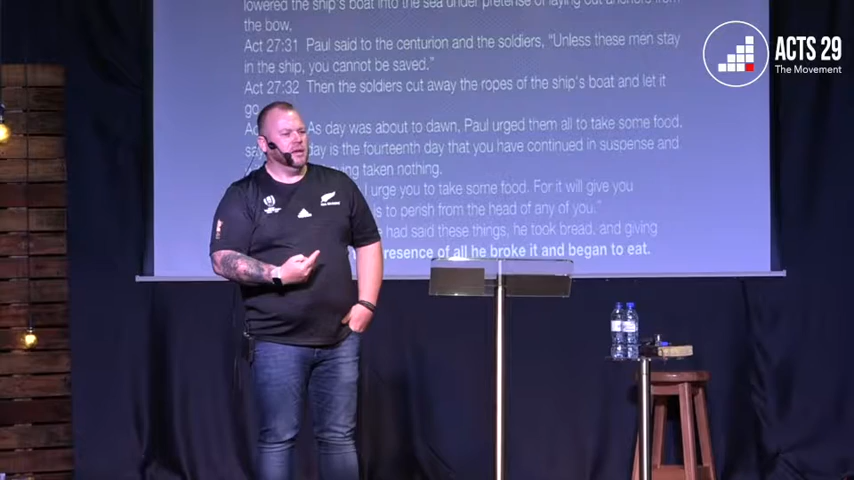 lowered the ship's boat into the sea under pretense of laying out anchors from
the bow,
Act 27:31 Paul said to the centurion and the soldiers, "Unless these men stay
in the ship, you cannot be saved."
Act 27:32 Then the soldiers cut away the ropes of the ship's boat and let it
go.
As day was about to dawn, Paul urged them all to take some food,
day is the fourteenth day that you have continued in suspense and
having taken nothing.
urge you to take some food. For it will give you
is to perish from the head of any of you."
he had said these things, he took bread, and giving
presence of all he broke it and began to eat.
ACTS 29
The Movement